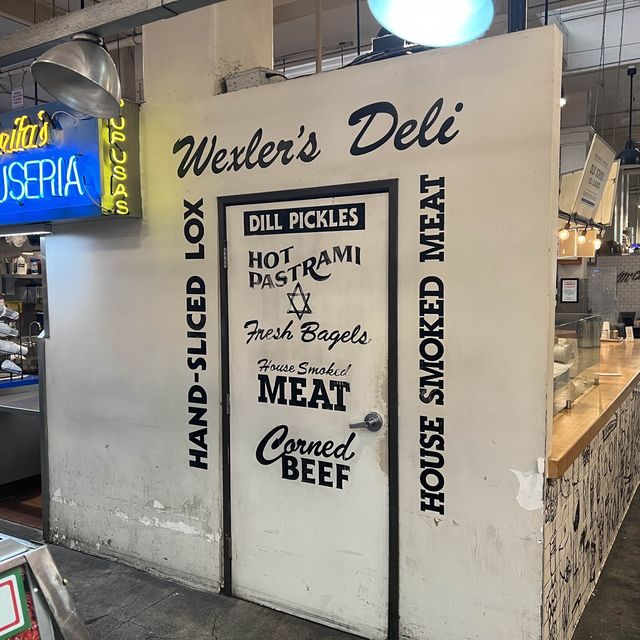 Wexler's Deli
HAND-SLICED LOX
DILL PICKLES
HOT
PASTRAMI
Fresh Bagels
House Smoked
MEAT
Corned
BEEF
HOUSE SMOKED MEAT
PUPUSAS